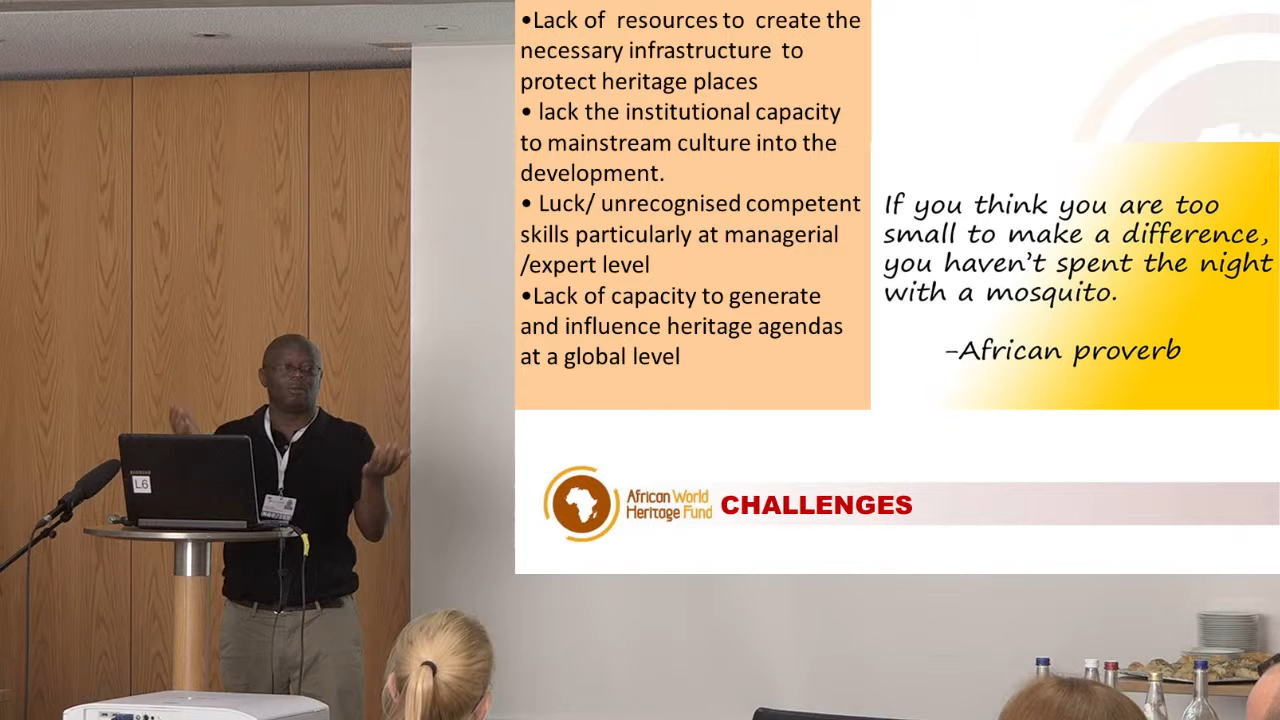 •Lack of resources to create the
necessary infrastructure to
protect heritage places
• lack the institutional capacity
to mainstream culture into the
development.
• Luck/ unrecognised competent
skills particularly at managerial
/expert level
•Lack of capacity to generate
and influence heritage agendas
at a global level
If you think you are too
small to make a difference,
you haven't spent the night
with a mosquito.
-African proverb
African World
Heritage Fund
CHALLENGES
SAMSUNG
L6